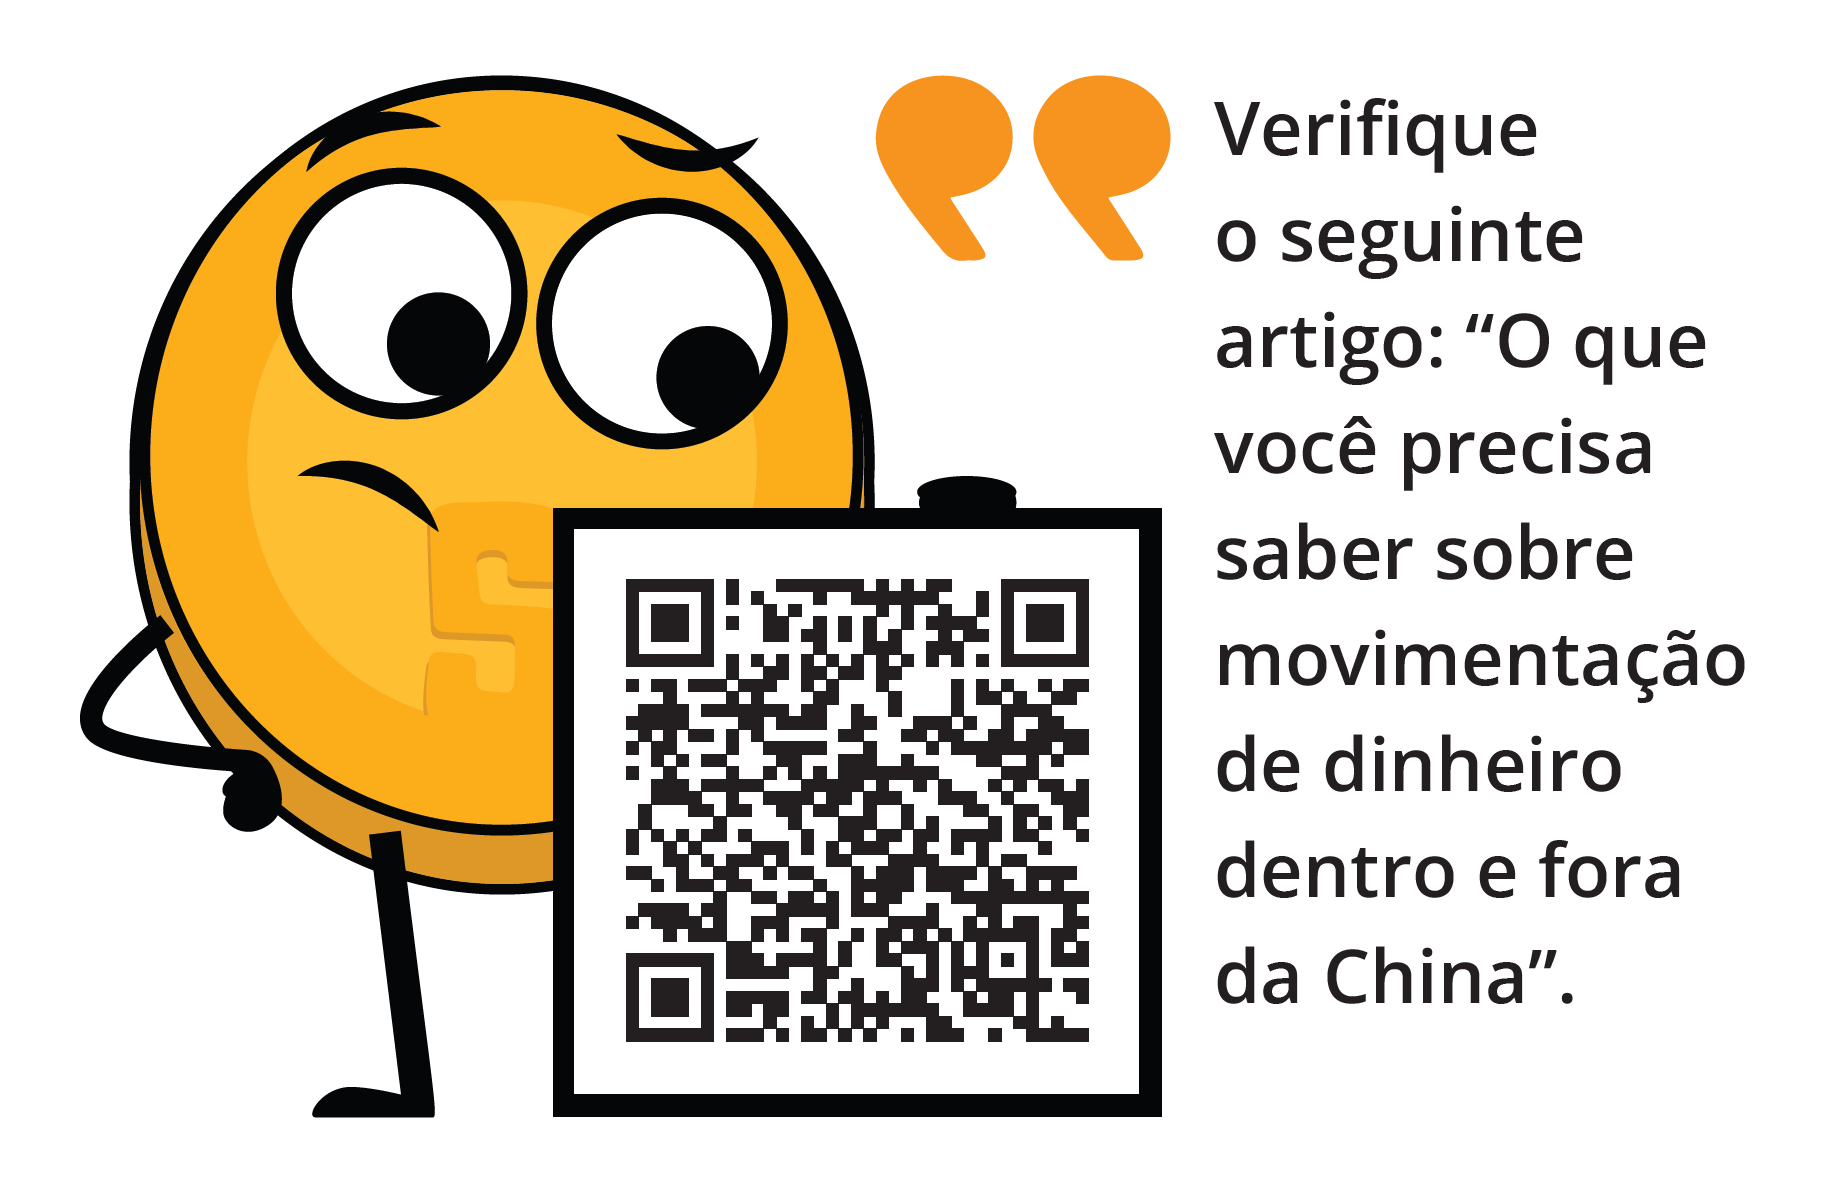 Verifique
o seguinte
artigo: “O que
você precisa
saber sobre
movimentação
de dinheiro
dentro e fora
da China”.